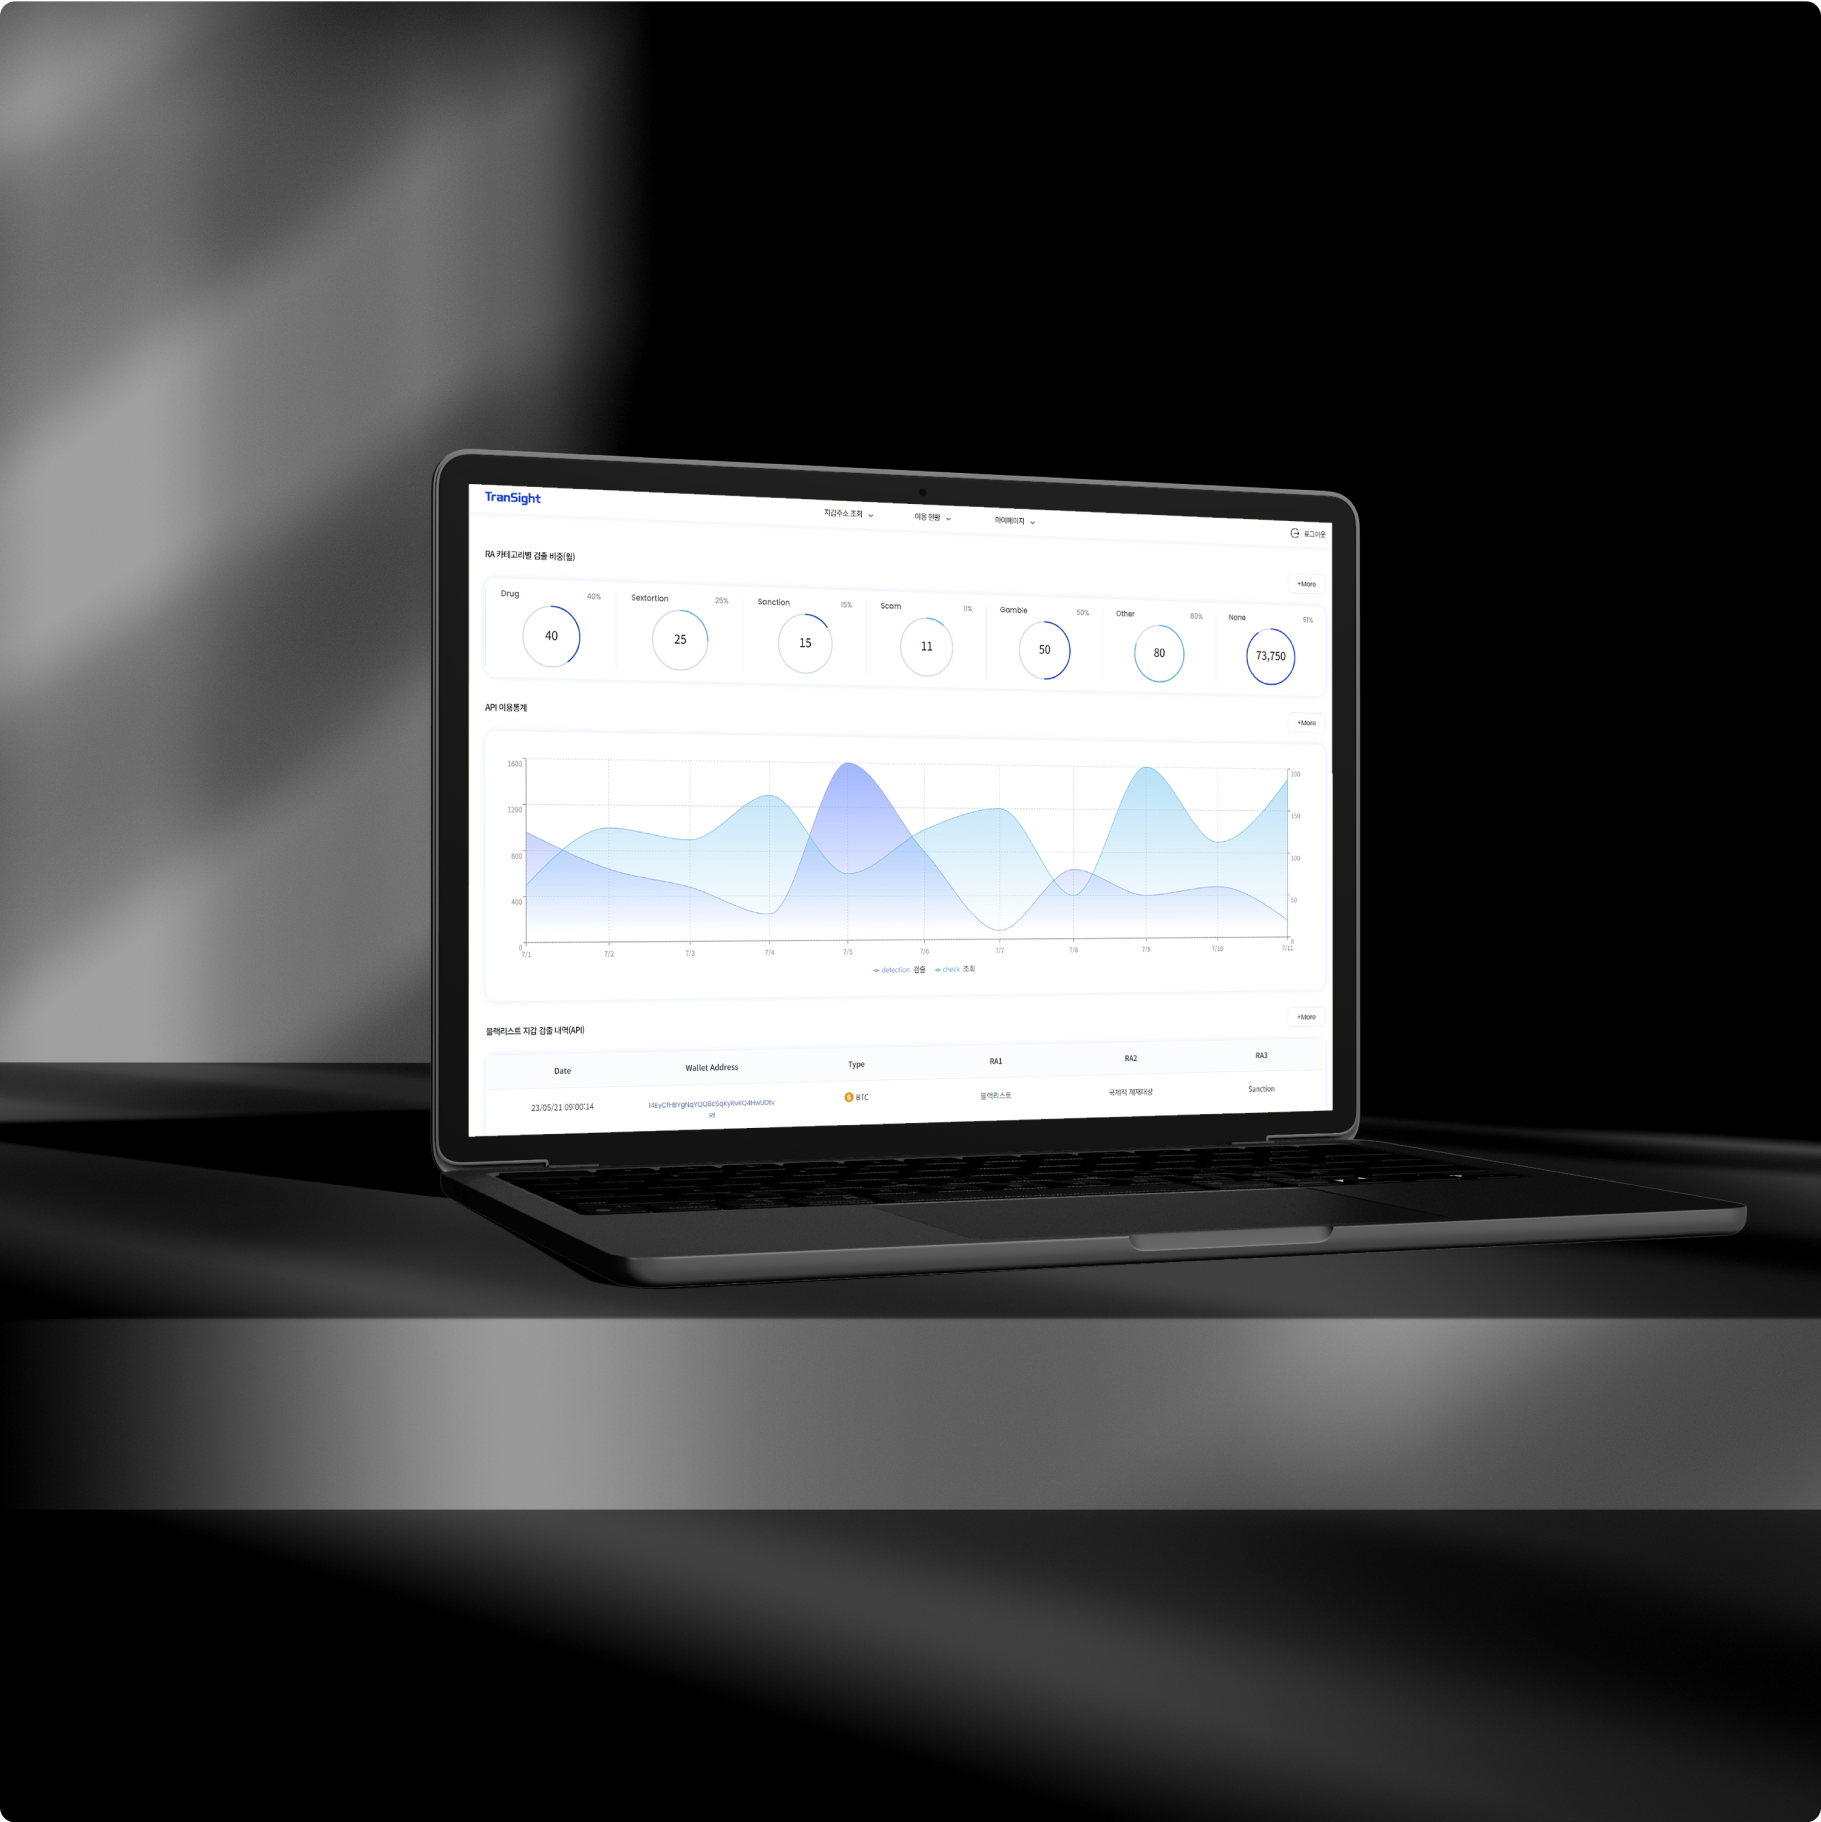 TranSight
지갑주소 조회
이용 현황
마이페이지
로그아웃
RA 카테고리별 검출 비중(월)
+More
Drug 40%
40
Sextortion 25%
25
Sanction 15%
15
Scam 11%
11
Gamble 50%
50
Other 80%
80
None 91%
73,750
API 이용통계
+More
1600
1200
800
400
0
200
150
100
50
0
7/1 7/2 7/3 7/4 7/5 7/6 7/7 7/8 7/9 7/10 7/11
detection 검출 check 조회
블랙리스트 지갑 검출 내역(API)
+More
Date Wallet Address Type RA1 RA2 RA3
23/05/21 09:00:14 BTC 블랙리스트 국제적 제재대상 Sanction